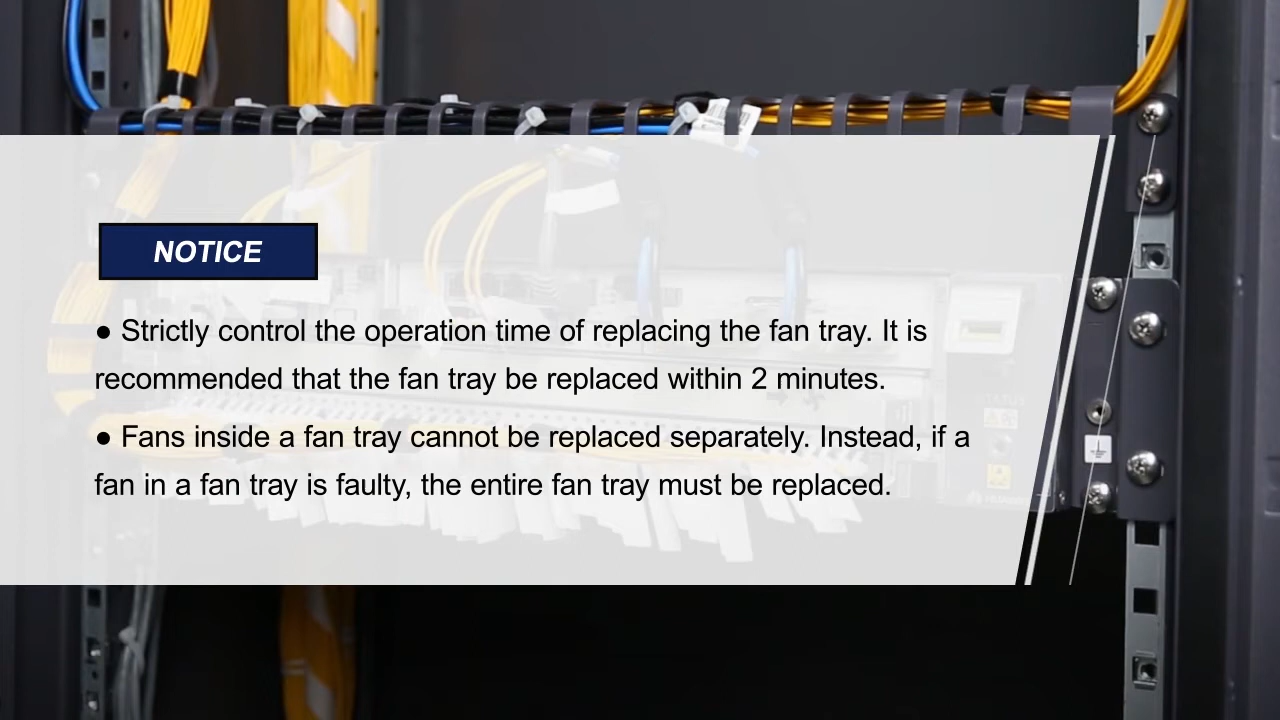 NOTICE
● Strictly control the operation time of replacing the fan tray. It is
recommended that the fan tray be replaced within 2 minutes.
● Fans inside a fan tray cannot be replaced separately. Instead, if a
fan in a fan tray is faulty, the entire fan tray must be replaced.